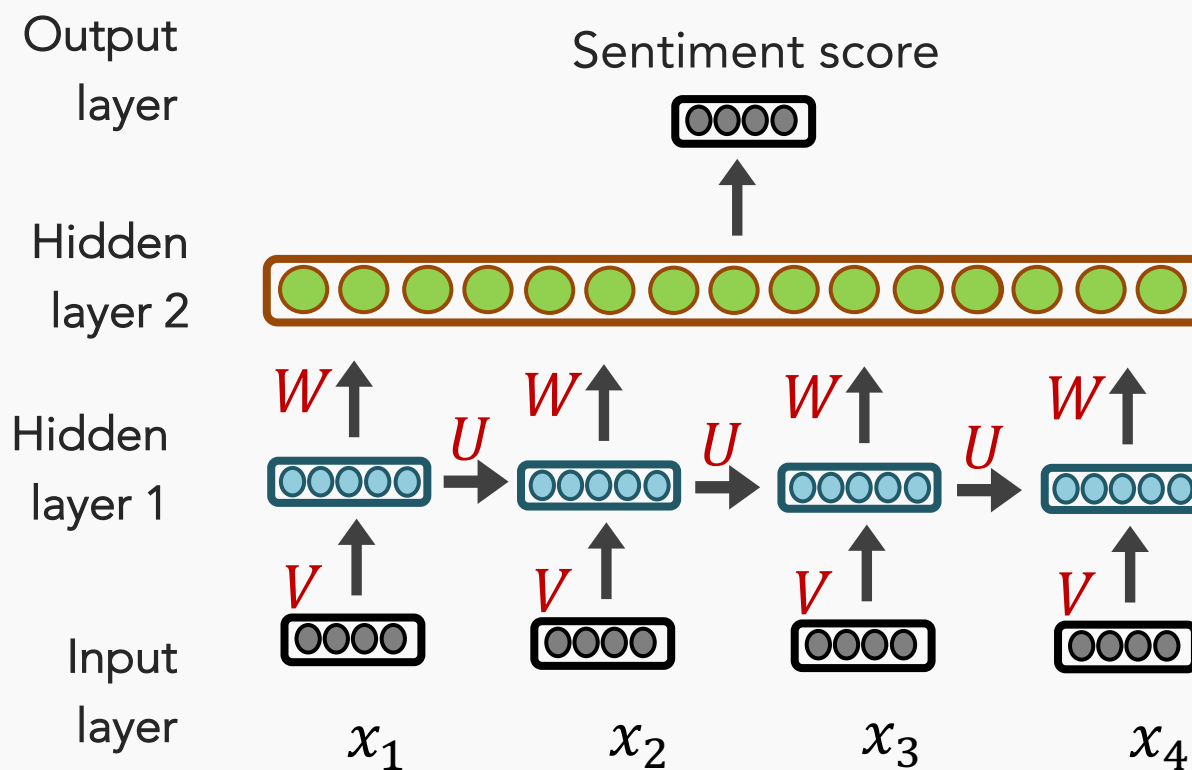 Output
layer
Sentiment score
Hidden
layer 2
W W W W
Hidden
layer 1
U U U
V V V V
Input
layer
x₁ x₂ x₃ x₄